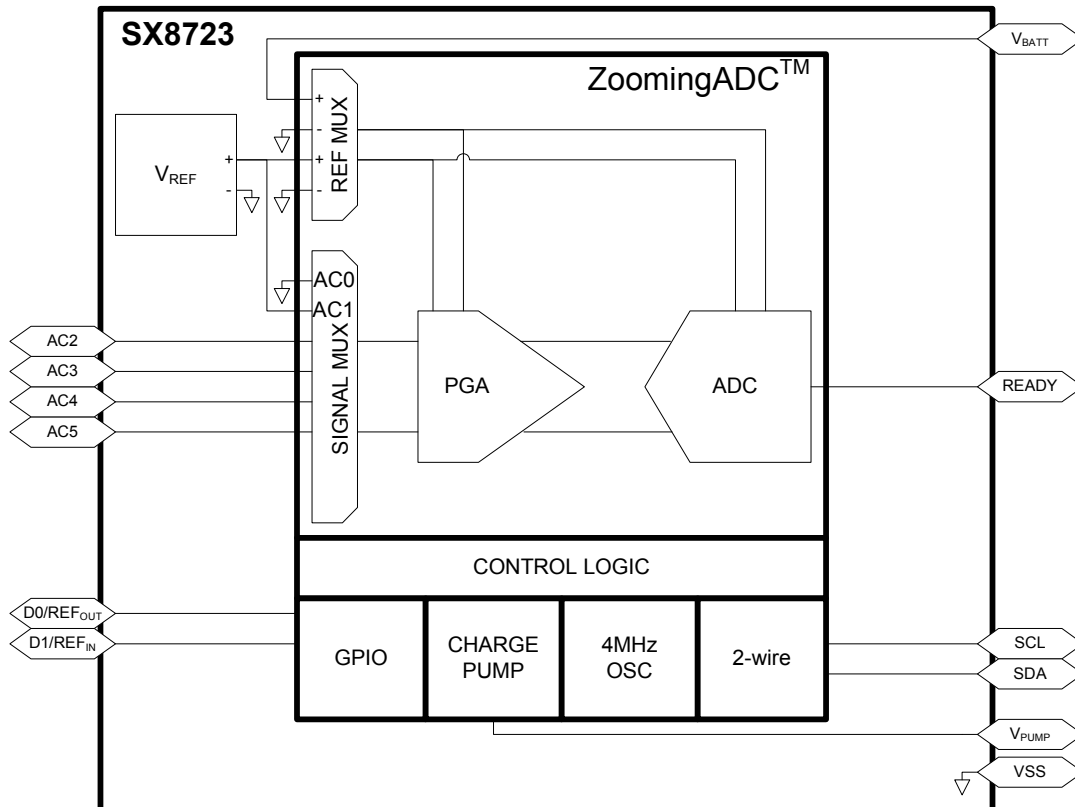 SX8723
V_BATT
ZoomingADC™
+
-
+
-
REF MUX
V_REF
+
-
AC0
AC1
SIGNAL MUX
AC2
AC3
AC4
AC5
PGA
ADC
READY
CONTROL LOGIC
D0/REF_OUT
D1/REF_IN
GPIO
CHARGE
PUMP
4MHz
OSC
2-wire
SCL
SDA
V_PUMP
VSS